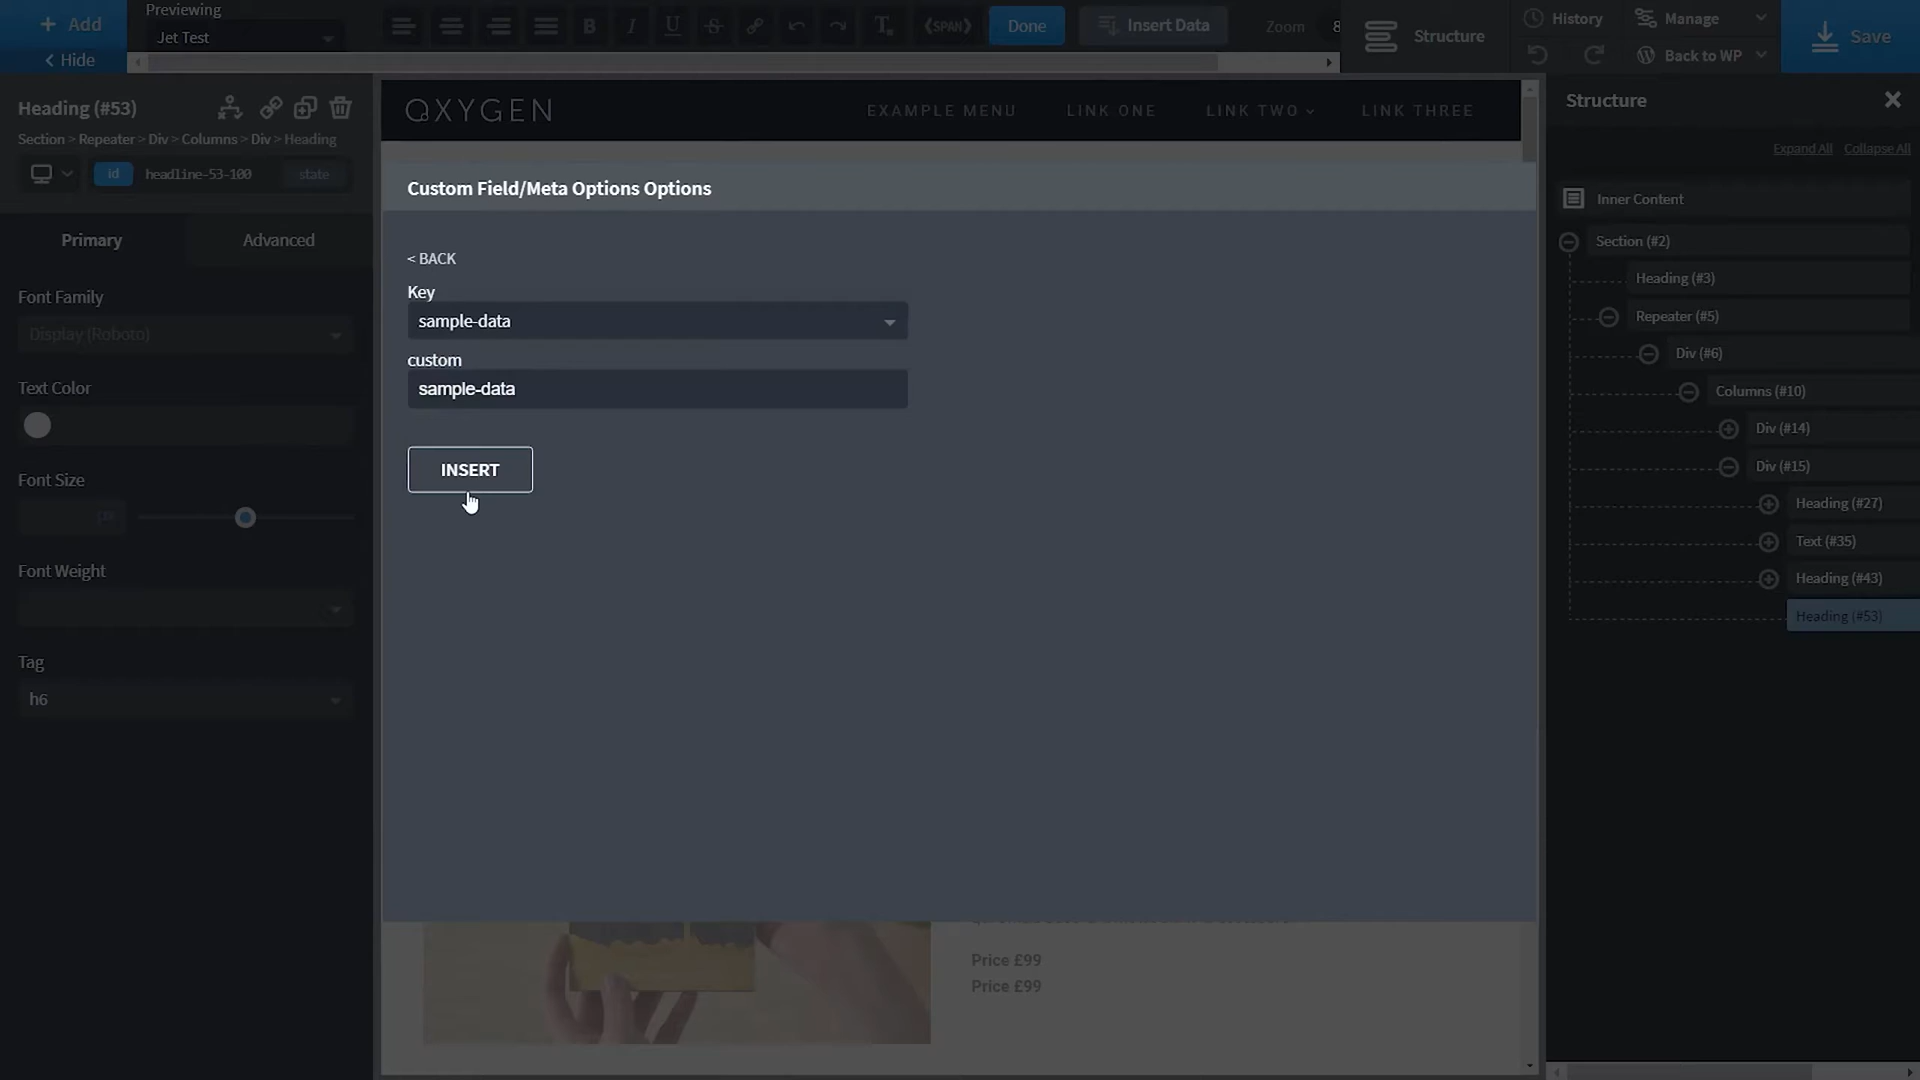 Add
Hide
Previewing
Jet Test
B
I
U
S
T
<SPAN>
Done
Insert Data
Zoom
8
Structure
History
Manage
Back to WP
Save
Heading (#53)
Section > Repeater > Div > Columns > Div > Heading
id
headline-53-100
state
Primary
Advanced
Font Family
Display (Roboto)
Text Color
Font Size
Font Weight
Tag
h6
OXYGEN
EXAMPLE MENU
LINK ONE
LINK TWO
LINK THREE
Custom Field/Meta Options Options
< BACK
Key
sample-data
custom
sample-data
INSERT
Price £99
Price £99
Structure
Expand All
Collapse All
Inner Content
Section (#2)
Heading (#3)
Repeater (#5)
Div (#6)
Columns (#10)
Div (#14)
Div (#15)
Heading (#27)
Text (#35)
Heading (#43)
Heading (#53)